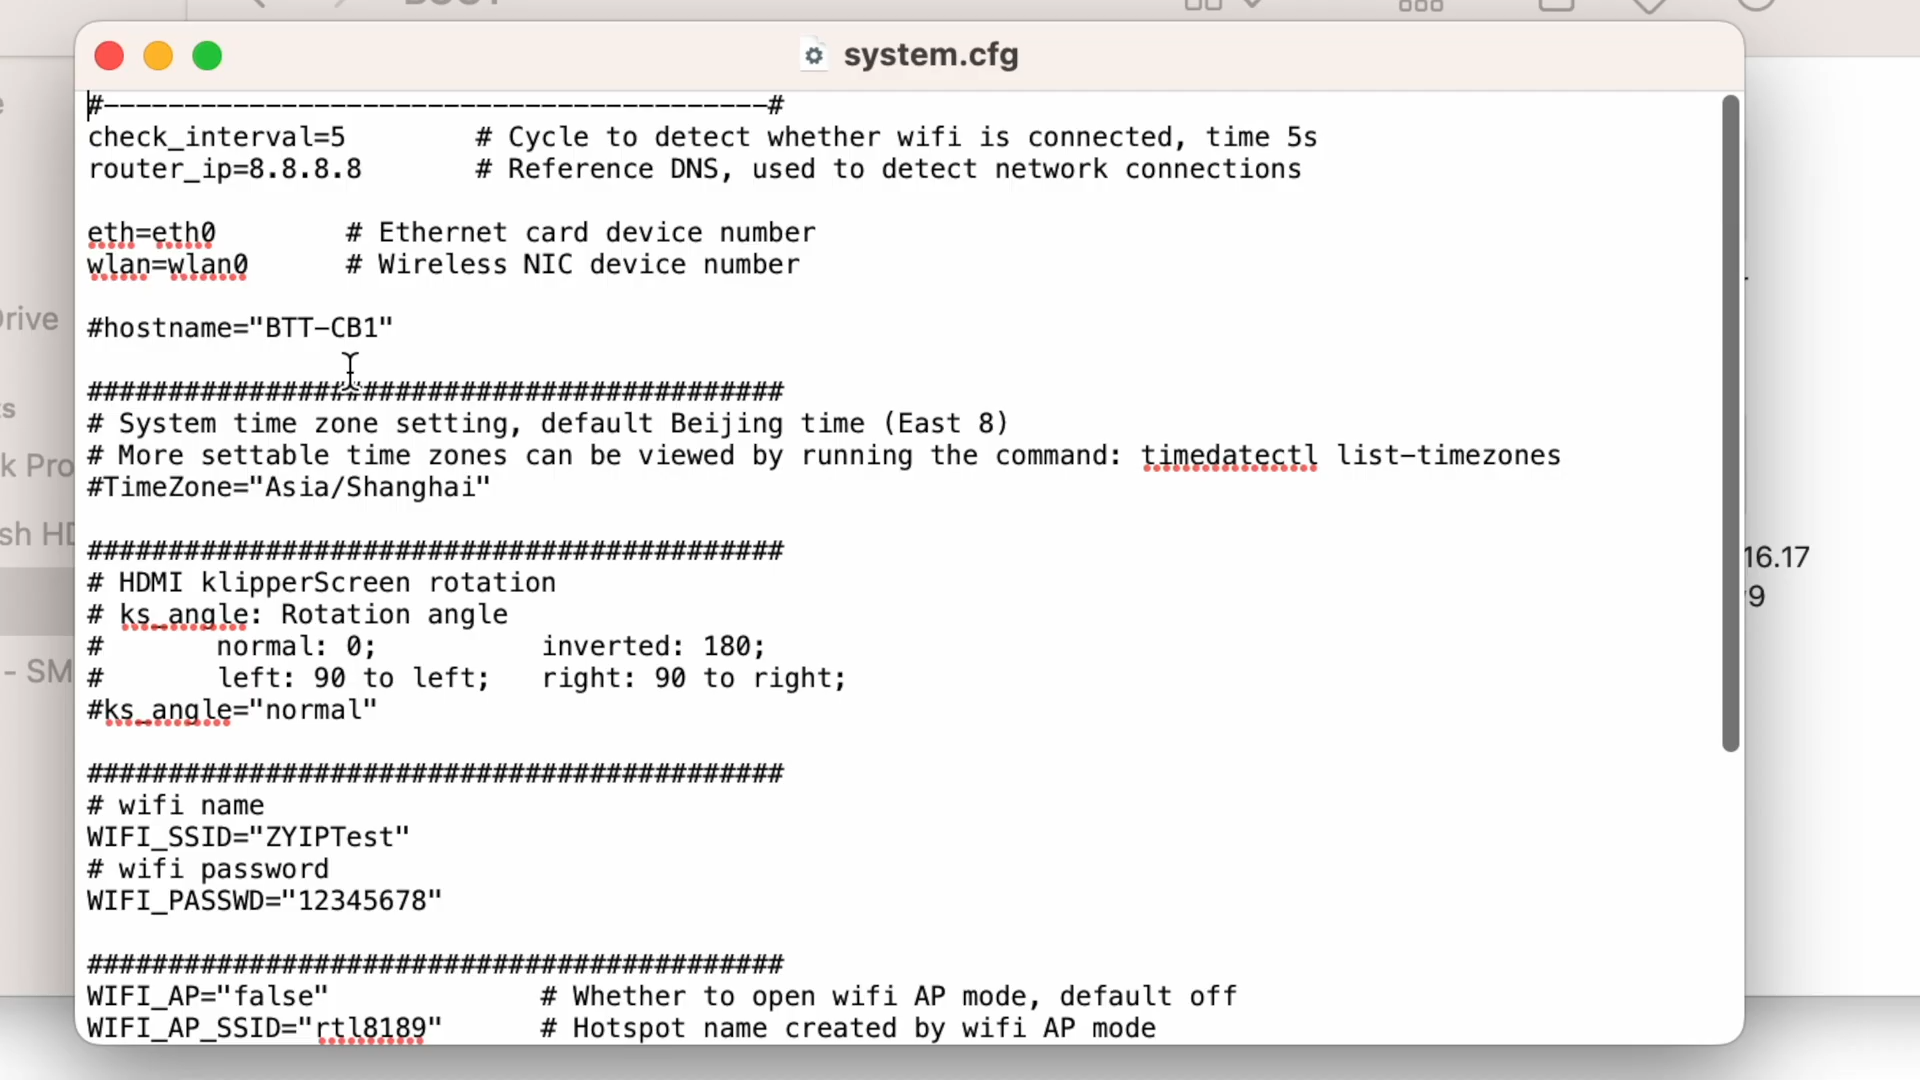 system.cfg
#-----------------------------------------#
check_interval=5        # Cycle to detect whether wifi is connected, time 5s
router_ip=8.8.8.8       # Reference DNS, used to detect network connections
eth=eth0        # Ethernet card device number
wlan=wlan0      # Wireless NIC device number
#hostname="BTT-CB1"
###########################################
# System time zone setting, default Beijing time (East 8)
# More settable time zones can be viewed by running the command: timedatectl list-timezones
#TimeZone="Asia/Shanghai"
###########################################
# HDMI klipperScreen rotation
# ks_angle: Rotation angle
#       normal: 0;          inverted: 180;
#       left: 90 to left;   right: 90 to right;
#ks_angle="normal"
###########################################
# wifi name
WIFI_SSID="ZYIPTest"
# wifi password
WIFI_PASSWD="12345678"
###########################################
WIFI_AP="false"             # Whether to open wifi AP mode, default off
WIFI_AP_SSID="rtl8189"      # Hotspot name created by wifi AP mode
16.17